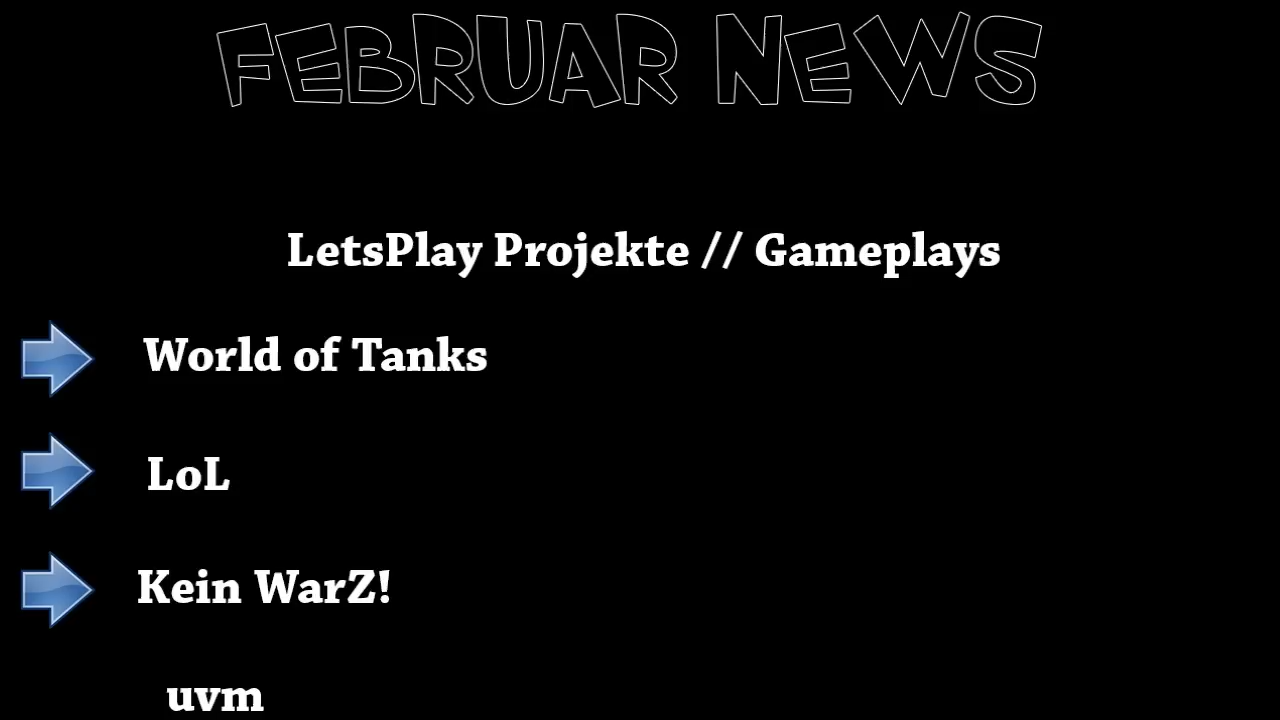 FEBRUAR NEWS
LetsPlay Projekte // Gameplays
World of Tanks
LoL
Kein WarZ!
uvm